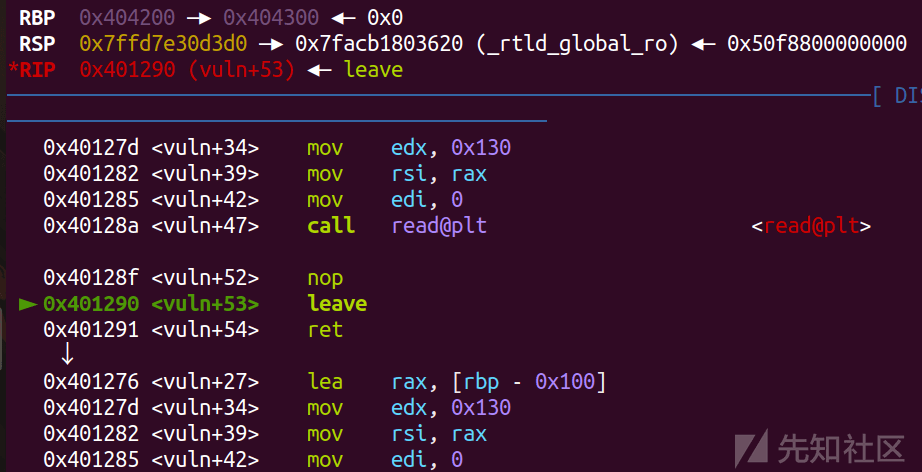 RBP 0x404200 —▸ 0x404300 ◂— 0x0
RSP 0x7ffd7e30d3d0 —▸ 0x7facb1803620 (_rtld_global_ro) ◂— 0x50f8800000000
*RIP 0x401290 (vuln+53) ◂— leave
[ DIS
0x40127d <vuln+34> mov edx, 0x130
0x401282 <vuln+39> mov rsi, rax
0x401285 <vuln+42> mov edi, 0
0x40128a <vuln+47> call read@plt <read@plt>
0x40128f <vuln+52> nop
► 0x401290 <vuln+53> leave
0x401291 <vuln+54> ret
↓
0x401276 <vuln+27> lea rax, [rbp - 0x100]
0x40127d <vuln+34> mov edx, 0x130
0x401282 <vuln+39> mov rsi, rax
0x401285 <vuln+42> mov edi, 0
先知社区